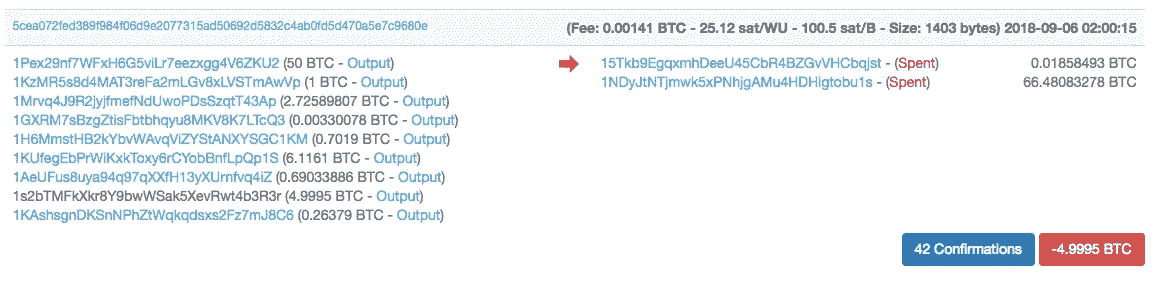 5cea072fed389f984f06d9e2077315ad50692d5832c4ab0fd5d470a5e7c9680e
(Fee: 0.00141 BTC - 25.12 sat/WU - 100.5 sat/B - Size: 1403 bytes) 2018-09-06 02:00:15
1Pex29nf7WFxH6G5viLr7eezxgg4V6ZKU2 (50 BTC - Output)
1KzMR5s8d4MAT3reFa2mLGv8xLVSTmAwVp (1 BTC - Output)
1Mrvq4J9R2jyjfmefNdUwoPDsSzqtT43Ap (2.72589807 BTC - Output)
1GXRM7sBzgZtisFbtbhqyu8MKV8K7LTcQ3 (0.00330078 BTC - Output)
1H6MmstHB2kYbvWAvqViZYStANXYSGC1KM (0.7019 BTC - Output)
1KUfegEbPrWiKxkToxy6rCYobBnfLpQp1S (6.1161 BTC - Output)
1AeUFus8uya94q97qXXfH13yXUrnfvq4iZ (0.69033886 BTC - Output)
1s2bTMFkXkr8Y9bwWSak5XevRwt4b3R3r (4.9995 BTC - Output)
1KAshsgnDKSnNPhZtWqkqdsxs2Fz7mJ8C6 (0.26379 BTC - Output)
15Tkb9EgqxmhDeeU45CbR4BZGvVHCbqjst - (Spent) 0.01858493 BTC
1NDyJtNTjmwk5xPNhjgAMu4HDHigtobu1s - (Spent) 66.48083278 BTC
42 Confirmations
-4.9995 BTC